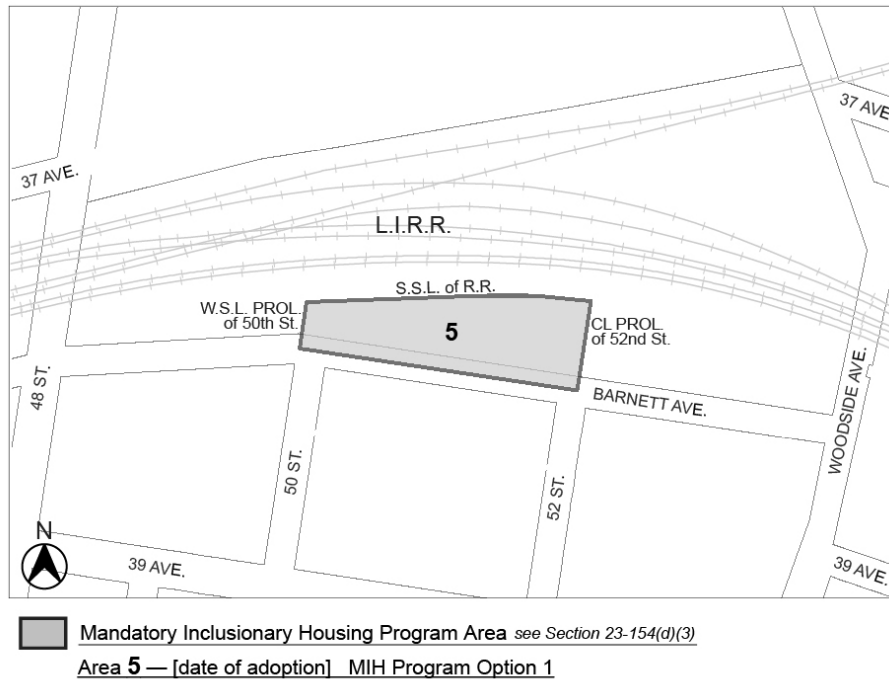 37 AVE.
37 AVE.
L.I.R.R.
S.S.L. of R.R.
W.S.L. PROL.
of 50th St.
5
CL PROL.
of 52nd St.
48 ST.
BARNETT AVE.
WOODSIDE AVE.
50 ST.
52 ST.
N
39 AVE.
39 AVE.
Mandatory Inclusionary Housing Program Area see Section 23-154(d)(3)
Area 5 — [date of adoption] MIH Program Option 1